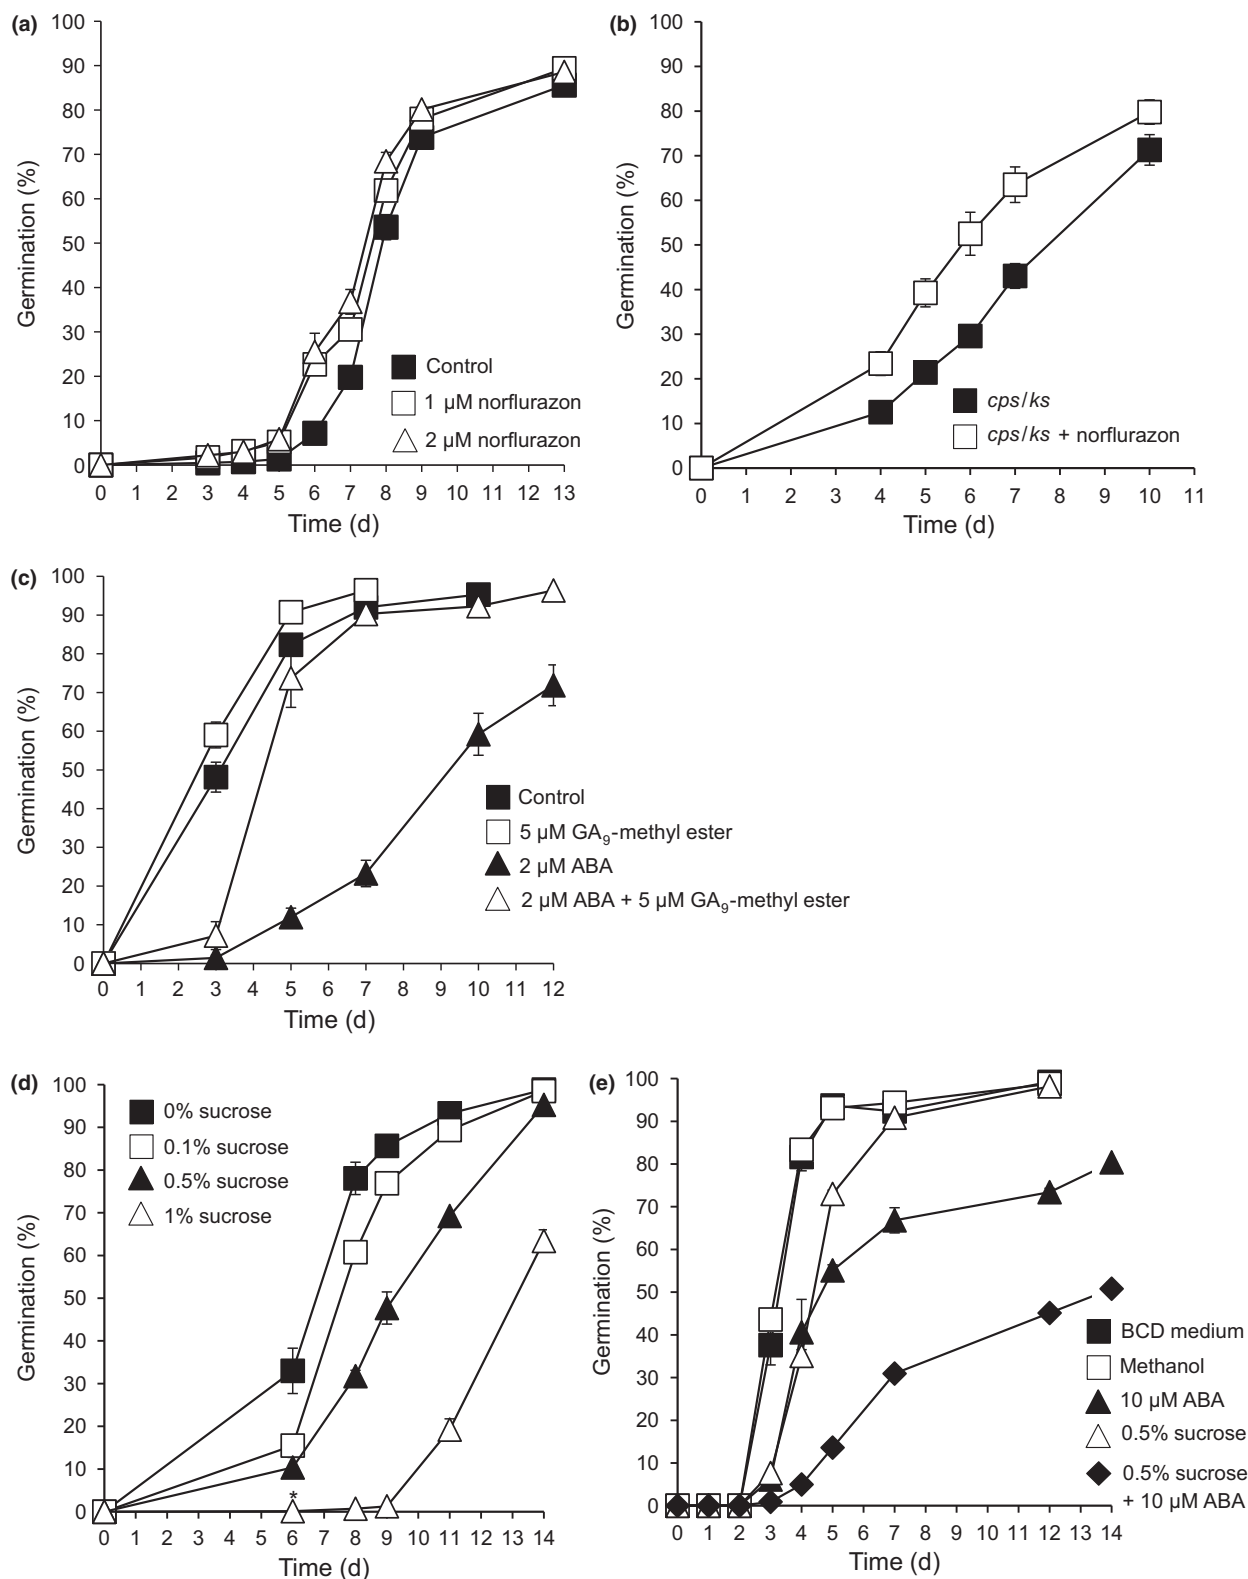 (a)
100
90
80
70
60
50
40
30
20
10
0
Germination (%)
0 1 2 3 4 5 6 7 8 9 10 11 12 13
Time (d)
Control
1 µM norflurazon
2 µM norflurazon
(b)
100
90
80
70
60
50
40
30
20
10
0
Germination (%)
0 1 2 3 4 5 6 7 8 9 10 11
Time (d)
cps/ks
cps/ks + norflurazon
(c)
100
90
80
70
60
50
40
30
20
10
0
Germination (%)
0 1 2 3 4 5 6 7 8 9 10 11 12
Time (d)
Control
5 µM GA₉-methyl ester
2 µM ABA
2 µM ABA + 5 µM GA₉-methyl ester
(d)
100
90
80
70
60
50
40
30
20
10
0
Germination (%)
0 1 2 3 4 5 6 7 8 9 10 11 12 13 14
Time (d)
0% sucrose
0.1% sucrose
0.5% sucrose
1% sucrose
*
(e)
100
90
80
70
60
50
40
30
20
10
0
Germination (%)
0 1 2 3 4 5 6 7 8 9 10 11 12 13 14
Time (d)
BCD medium
Methanol
10 µM ABA
0.5% sucrose
0.5% sucrose
+ 10 µM ABA